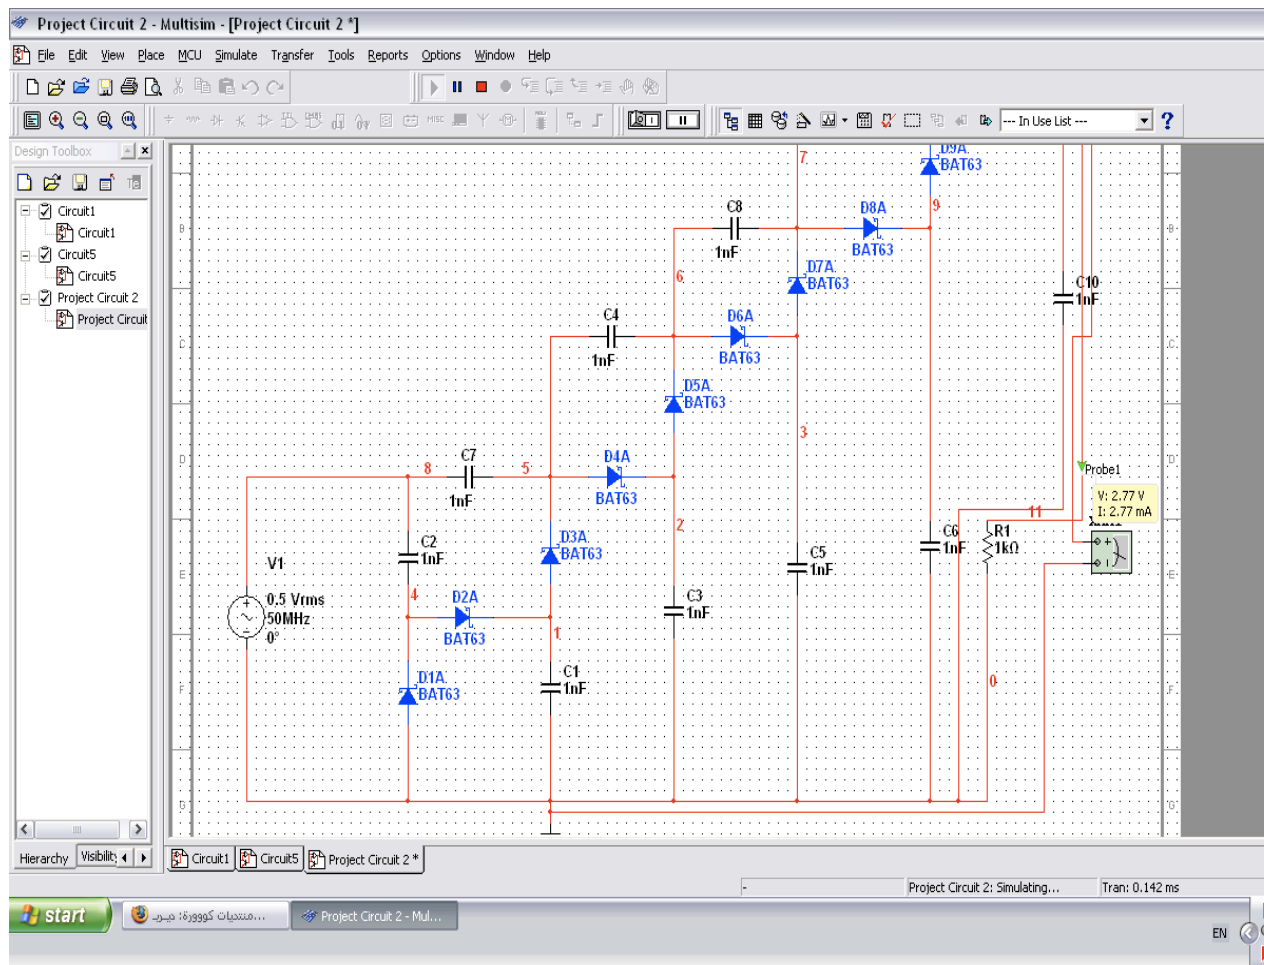 Project Circuit 2 - Multisim - [Project Circuit 2 *]
File Edit View Place MCU Simulate Transfer Tools Reports Options Window Help
MISC
--- In Use List ---
?
Design Toolbox
Circuit1
Circuit1
Circuit5
Circuit5
Project Circuit 2
Project Circuit
Hierarchy Visibility
B
C
D
E
F
G
7
D9A
BAT63
9
C8
1nF
D8A
BAT63
B
6
D7A
BAT63
C10
1nF
C4
1nF
D6A
BAT63
C
D5A
BAT63
3
8
C7
1nF
5
D4A
BAT63
D
Probe1
V: 2.77 V
I: 2.77 mA
11
2
C2
1nF
D3A
BAT63
C5
1nF
C6
1nF
R1
1kΩ
E
V1
0.5 Vrms
50MHz
0°
4
D2A
BAT63
1
C3
1nF
D1A
BAT63
C1
1nF
0
F
G
Circuit1 Circuit5 Project Circuit 2 *
- Project Circuit 2: Simulating... Tran: 0.142 ms
start
منتديات كووورة: ديربـ...
Project Circuit 2 - Mul...
EN